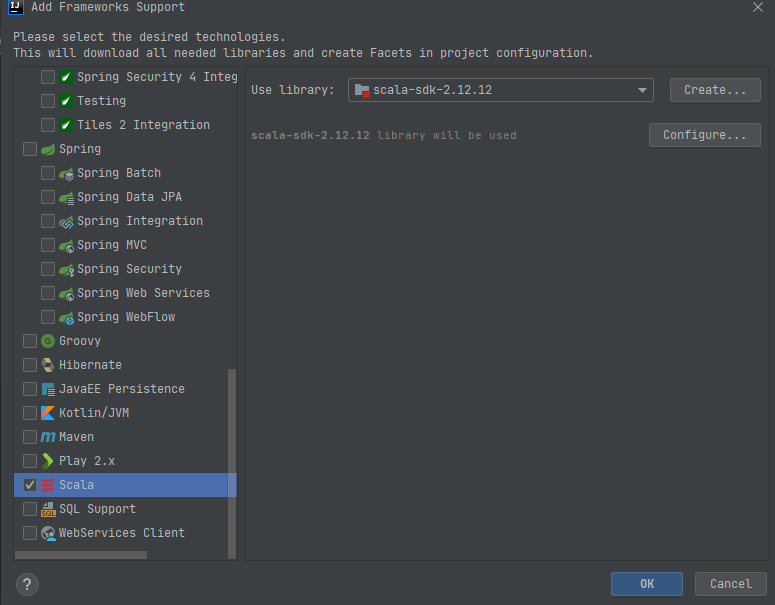 Add Frameworks Support
Please select the desired technologies.
This will download all needed libraries and create Facets in project configuration.
Spring Security 4 Integ
Testing
Tiles 2 Integration
Spring
Spring Batch
Spring Data JPA
Spring Integration
Spring MVC
Spring Security
Spring Web Services
Spring WebFlow
Groovy
Hibernate
JavaEE Persistence
Kotlin/JVM
Maven
Play 2.x
Scala
SQL Support
WebServices Client
Use library:
scala-sdk-2.12.12
Create...
scala-sdk-2.12.12 library will be used
Configure...
?
OK
Cancel